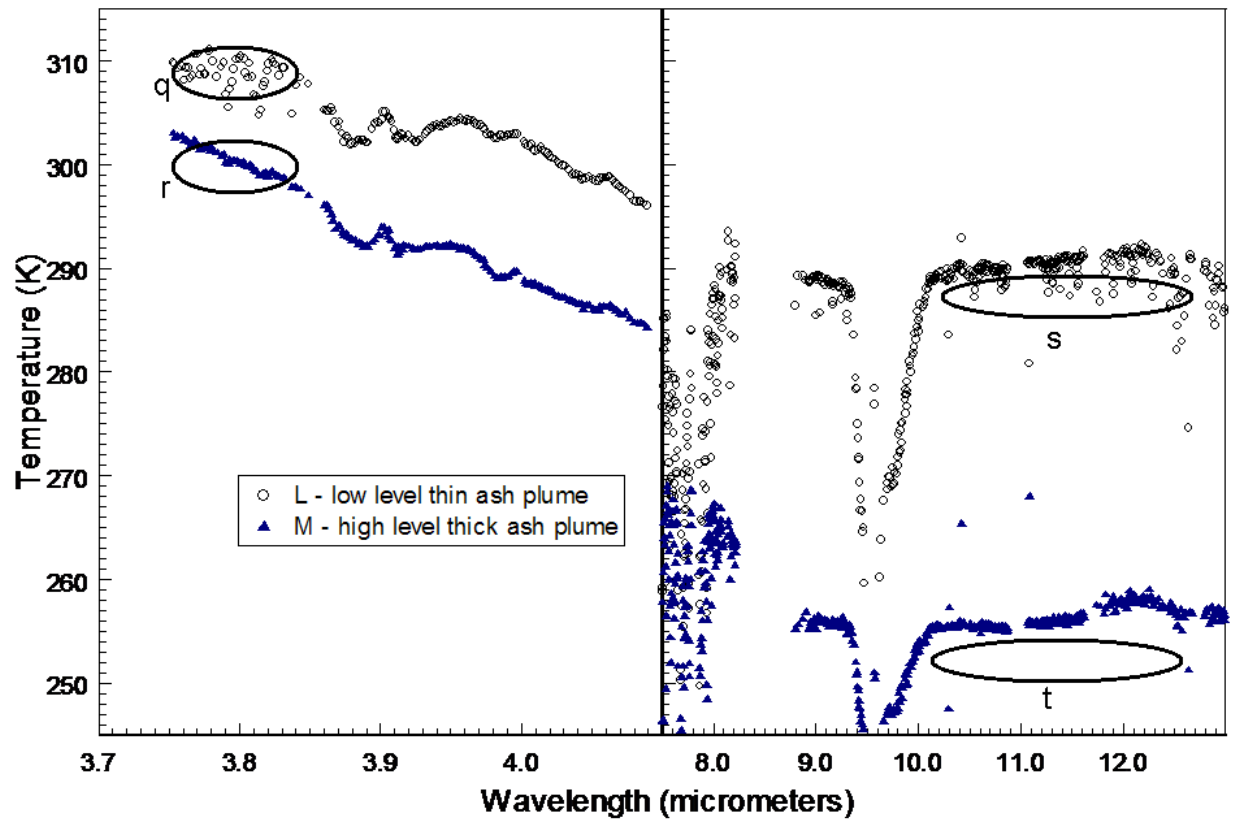 310
300
290
280
270
260
250
Temperature (K)
q
r
s
t
L - low level thin ash plume
M - high level thick ash plume
3.7 3.8 3.9 4.0 8.0 9.0 10.0 11.0 12.0
Wavelength (micrometers)